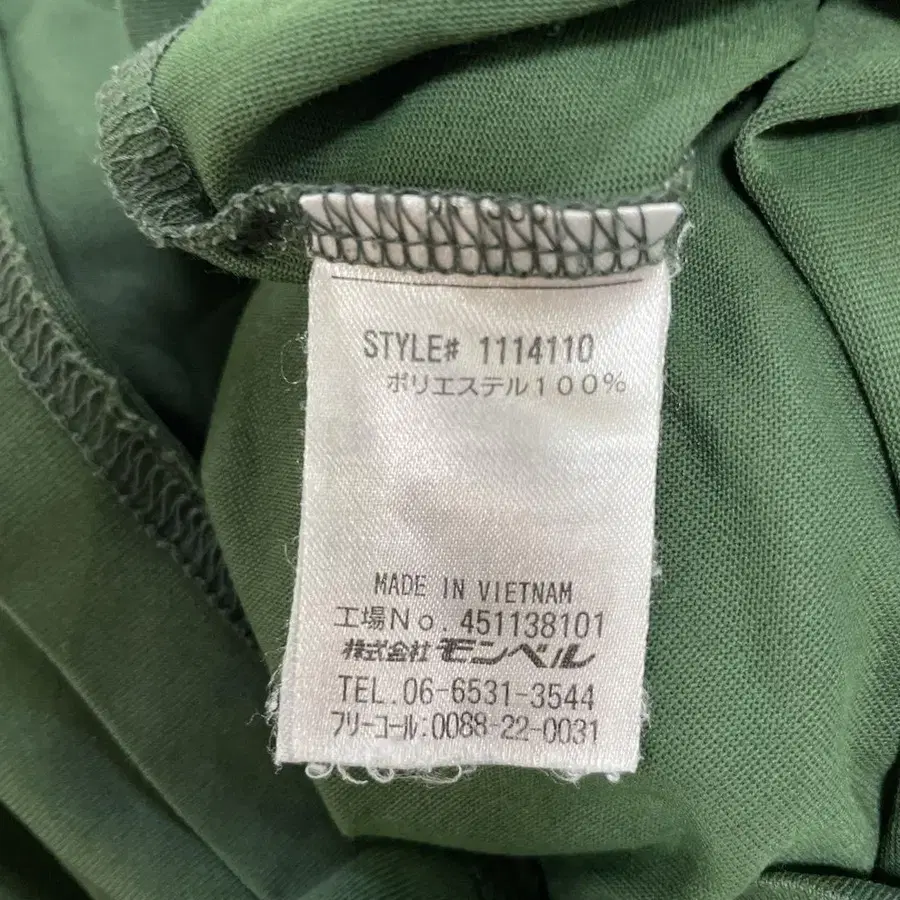 STYLE# 1114110
ポリエステル100%
MADE IN VIETNAM
工場No. 451138101
株式会社 モンベル
TEL. 06-6531-3544
フリーコール:0088-22-0031